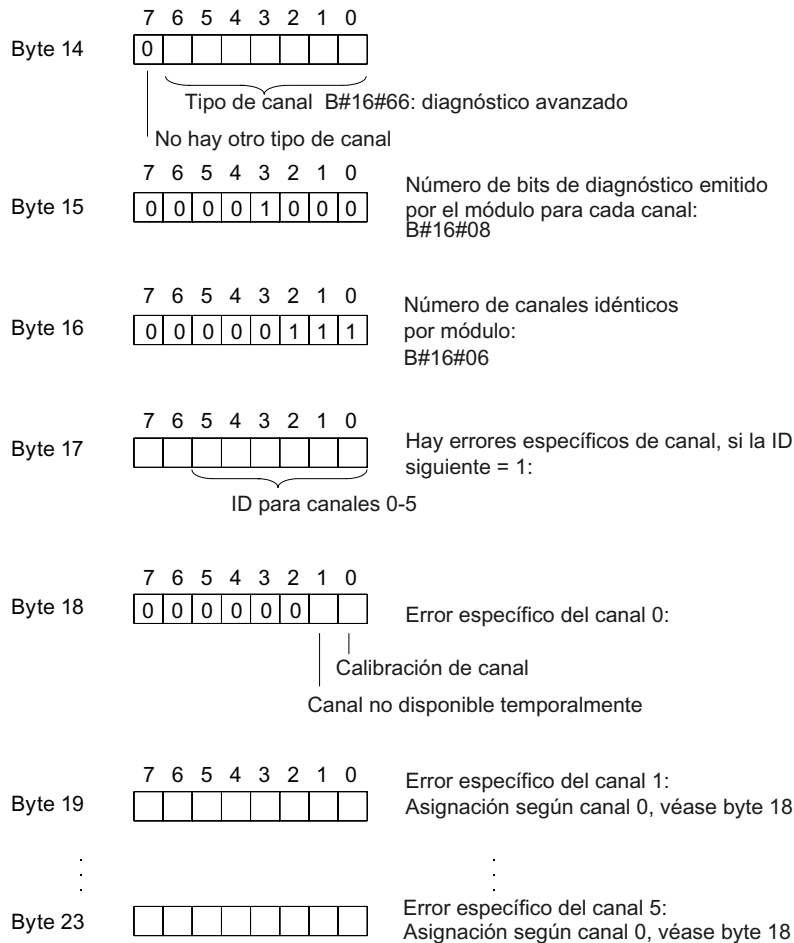 7 6 5 4 3 2 1 0
Byte 14 0
Tipo de canal B#16#66: diagnóstico avanzado
No hay otro tipo de canal
7 6 5 4 3 2 1 0
Byte 15 0 0 0 0 1 0 0 0
Número de bits de diagnóstico emitido
por el módulo para cada canal:
B#16#08
7 6 5 4 3 2 1 0
Byte 16 0 0 0 0 0 1 1 1
Número de canales idénticos
por módulo:
B#16#06
7 6 5 4 3 2 1 0
Byte 17
Hay errores específicos de canal, si la ID
siguiente = 1:
ID para canales 0-5
7 6 5 4 3 2 1 0
Byte 18 0 0 0 0 0 0
Error específico del canal 0:
Calibración de canal
Canal no disponible temporalmente
7 6 5 4 3 2 1 0
Byte 19
Error específico del canal 1:
Asignación según canal 0, véase byte 18
Byte 23
Error específico del canal 5:
Asignación según canal 0, véase byte 18